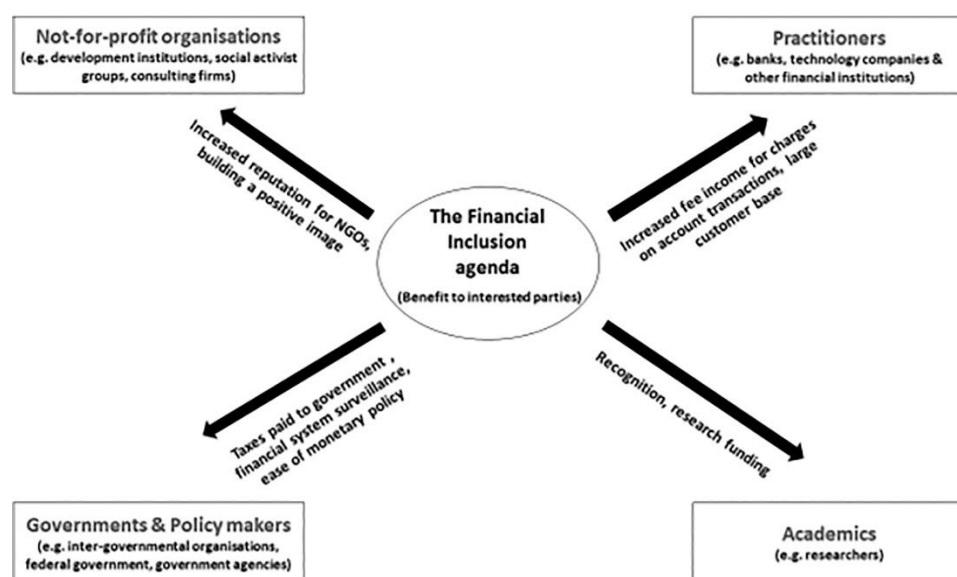 Not-for-profit organisations
(e.g. development institutions, social activist
groups, consulting firms)
Practitioners
(e.g. banks, technology companies &
other financial institutions)
Increased reputation for NGOs,
building a positive image
Increased fee income for charges
on account transactions, large
customer base
The Financial
Inclusion
agenda
(Benefit to interested parties)
Taxes paid to government ,
financial system surveillance,
ease of monetary policy
Recognition, research funding
Governments & Policy makers
(e.g. inter-governmental organisations,
federal government, government agencies)
Academics
(e.g. researchers)